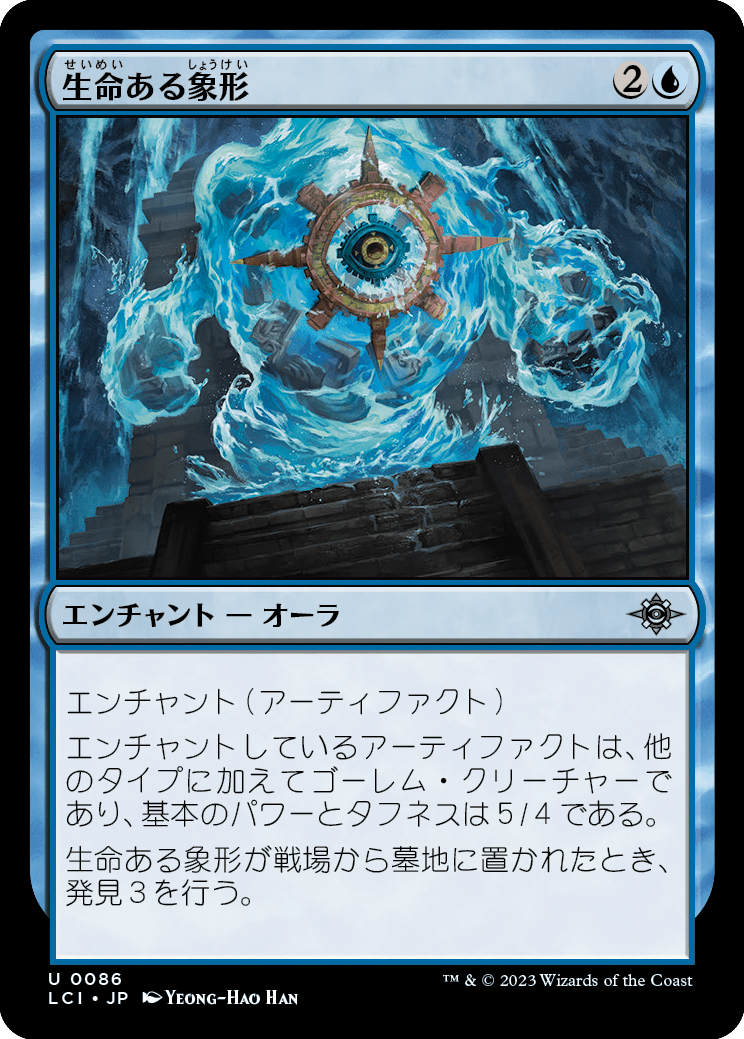 せいめい しょうけい
生命ある象形 2
エンチャント — オーラ
エンチャント（アーティファクト）
エンチャントしているアーティファクトは、他
のタイプに加えてゴーレム・クリーチャーで
あり、基本のパワーとタフネスは５/４である。
生命ある象形が戦場から墓地に置かれたとき、
発見３を行う。
U 0086
LCI • JP Yeong-Hao Han
™ & © 2023 Wizards of the Coast